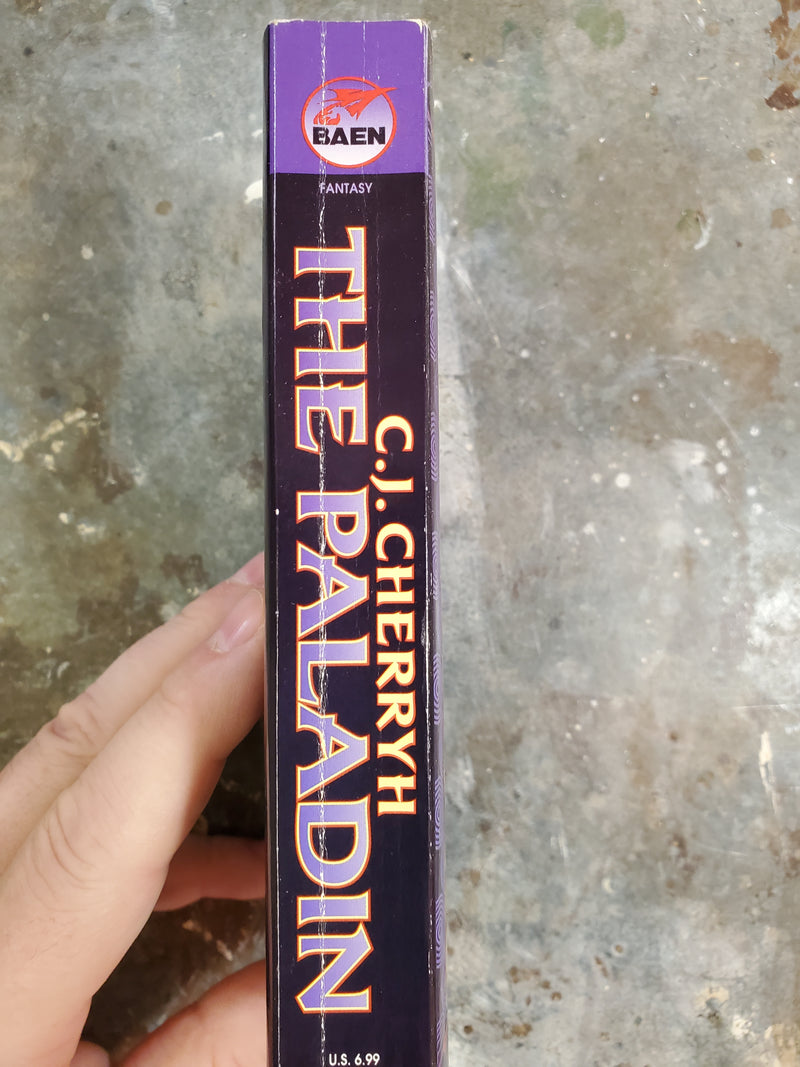 BAEN
FANTASY
THE PALADIN
C.J. CHERRYH
U.S. 6.99